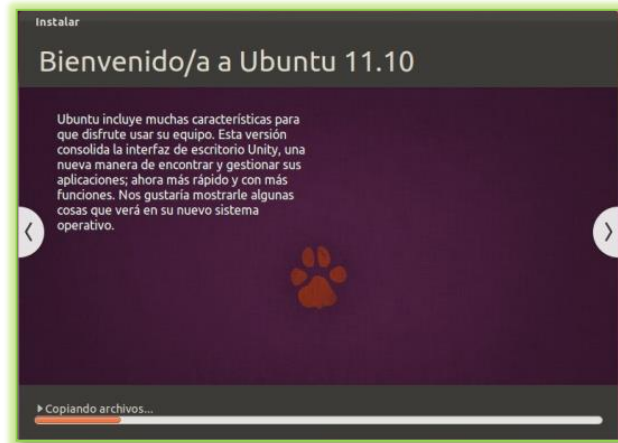 Instalar
Bienvenido/a a Ubuntu 11.10
Ubuntu incluye muchas características para
que disfrute usar su equipo. Esta versión
consolida la interfaz de escritorio Unity, una
nueva manera de encontrar y gestionar sus
aplicaciones; ahora más rápido y con más
funciones. Nos gustaría mostrarle algunas
cosas que verá en su nuevo sistema
operativo.
Copiando archivos...